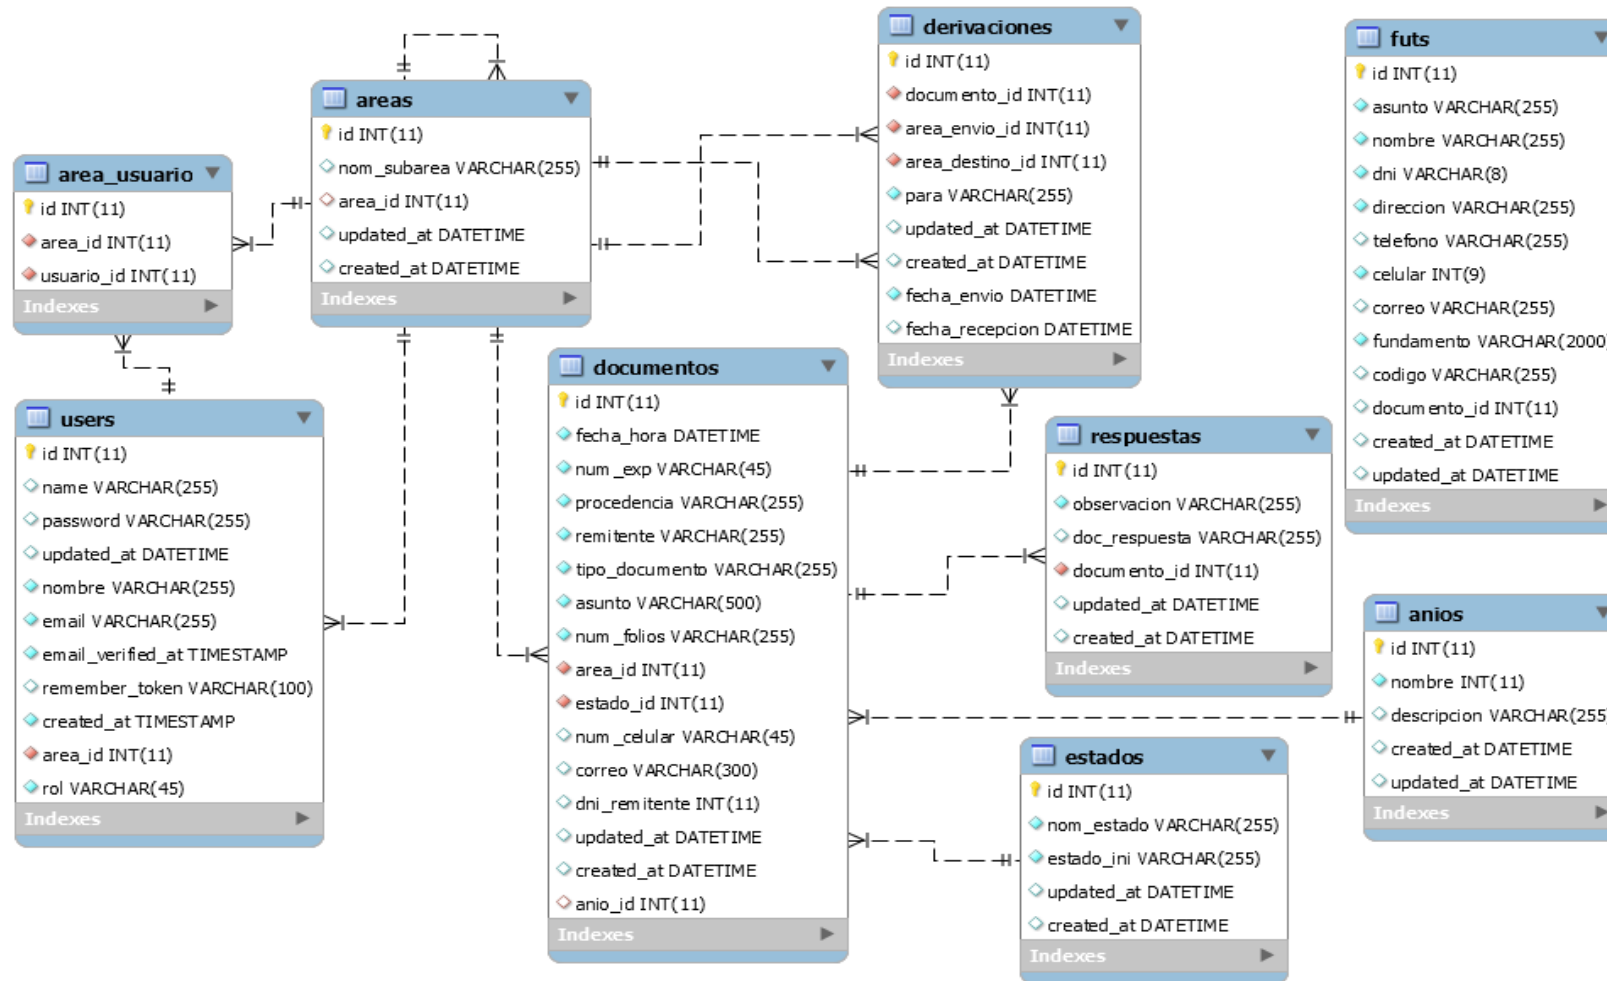 areas
id INT(11)
nom_subarea VARCHAR(255)
area_id INT(11)
updated_at DATETIME
created_at DATETIME
area_usuario
id INT(11)
area_id INT(11)
usuario_id INT(11)
Indexes
Indexes
users
id INT(11)
name VARCHAR(255)
password VARCHAR(255)
updated_at DATETIME
nombre VARCHAR(255)
email VARCHAR(255)
email_verified_at TIMESTAMP
remember_token VARCHAR(100)
created_at TIMESTAMP
area_id INT(11)
rol VARCHAR(45)
Indexes
documentos
id INT(11)
fecha_hora DATETIME
num_exp VARCHAR(45)
procedencia VARCHAR(255)
remitente VARCHAR(255)
tipo_documento VARCHAR(255)
asunto VARCHAR(500)
num_folios VARCHAR(255)
area_id INT(11)
estado_id INT(11)
num_celular VARCHAR(45)
correo VARCHAR(300)
dni_remitente INT(11)
updated_at DATETIME
created_at DATETIME
anio_id INT(11)
Indexes
derivaciones
id INT(11)
documento_id INT(11)
area_envio_id INT(11)
area_destino_id INT(11)
para VARCHAR(255)
updated_at DATETIME
created_at DATETIME
fecha_envio DATETIME
fecha_recepcion DATETIME
Indexes
respuestas
id INT(11)
observacion VARCHAR(255)
doc_respuesta VARCHAR(255)
documento_id INT(11)
updated_at DATETIME
created_at DATETIME
Indexes
estados
id INT(11)
nom_estado VARCHAR(255)
estado_ini VARCHAR(255)
updated_at DATETIME
created_at DATETIME
Indexes
futs
id INT(11)
asunto VARCHAR(255)
nombre VARCHAR(255)
dni VARCHAR(8)
direccion VARCHAR(255)
telefono VARCHAR(255)
celular INT(9)
correo VARCHAR(255)
fundamento VARCHAR(2000)
codigo VARCHAR(255)
documento_id INT(11)
created_at DATETIME
updated_at DATETIME
Indexes
anios
id INT(11)
nombre INT(11)
descripcion VARCHAR(255)
created_at DATETIME
updated_at DATETIME
Indexes